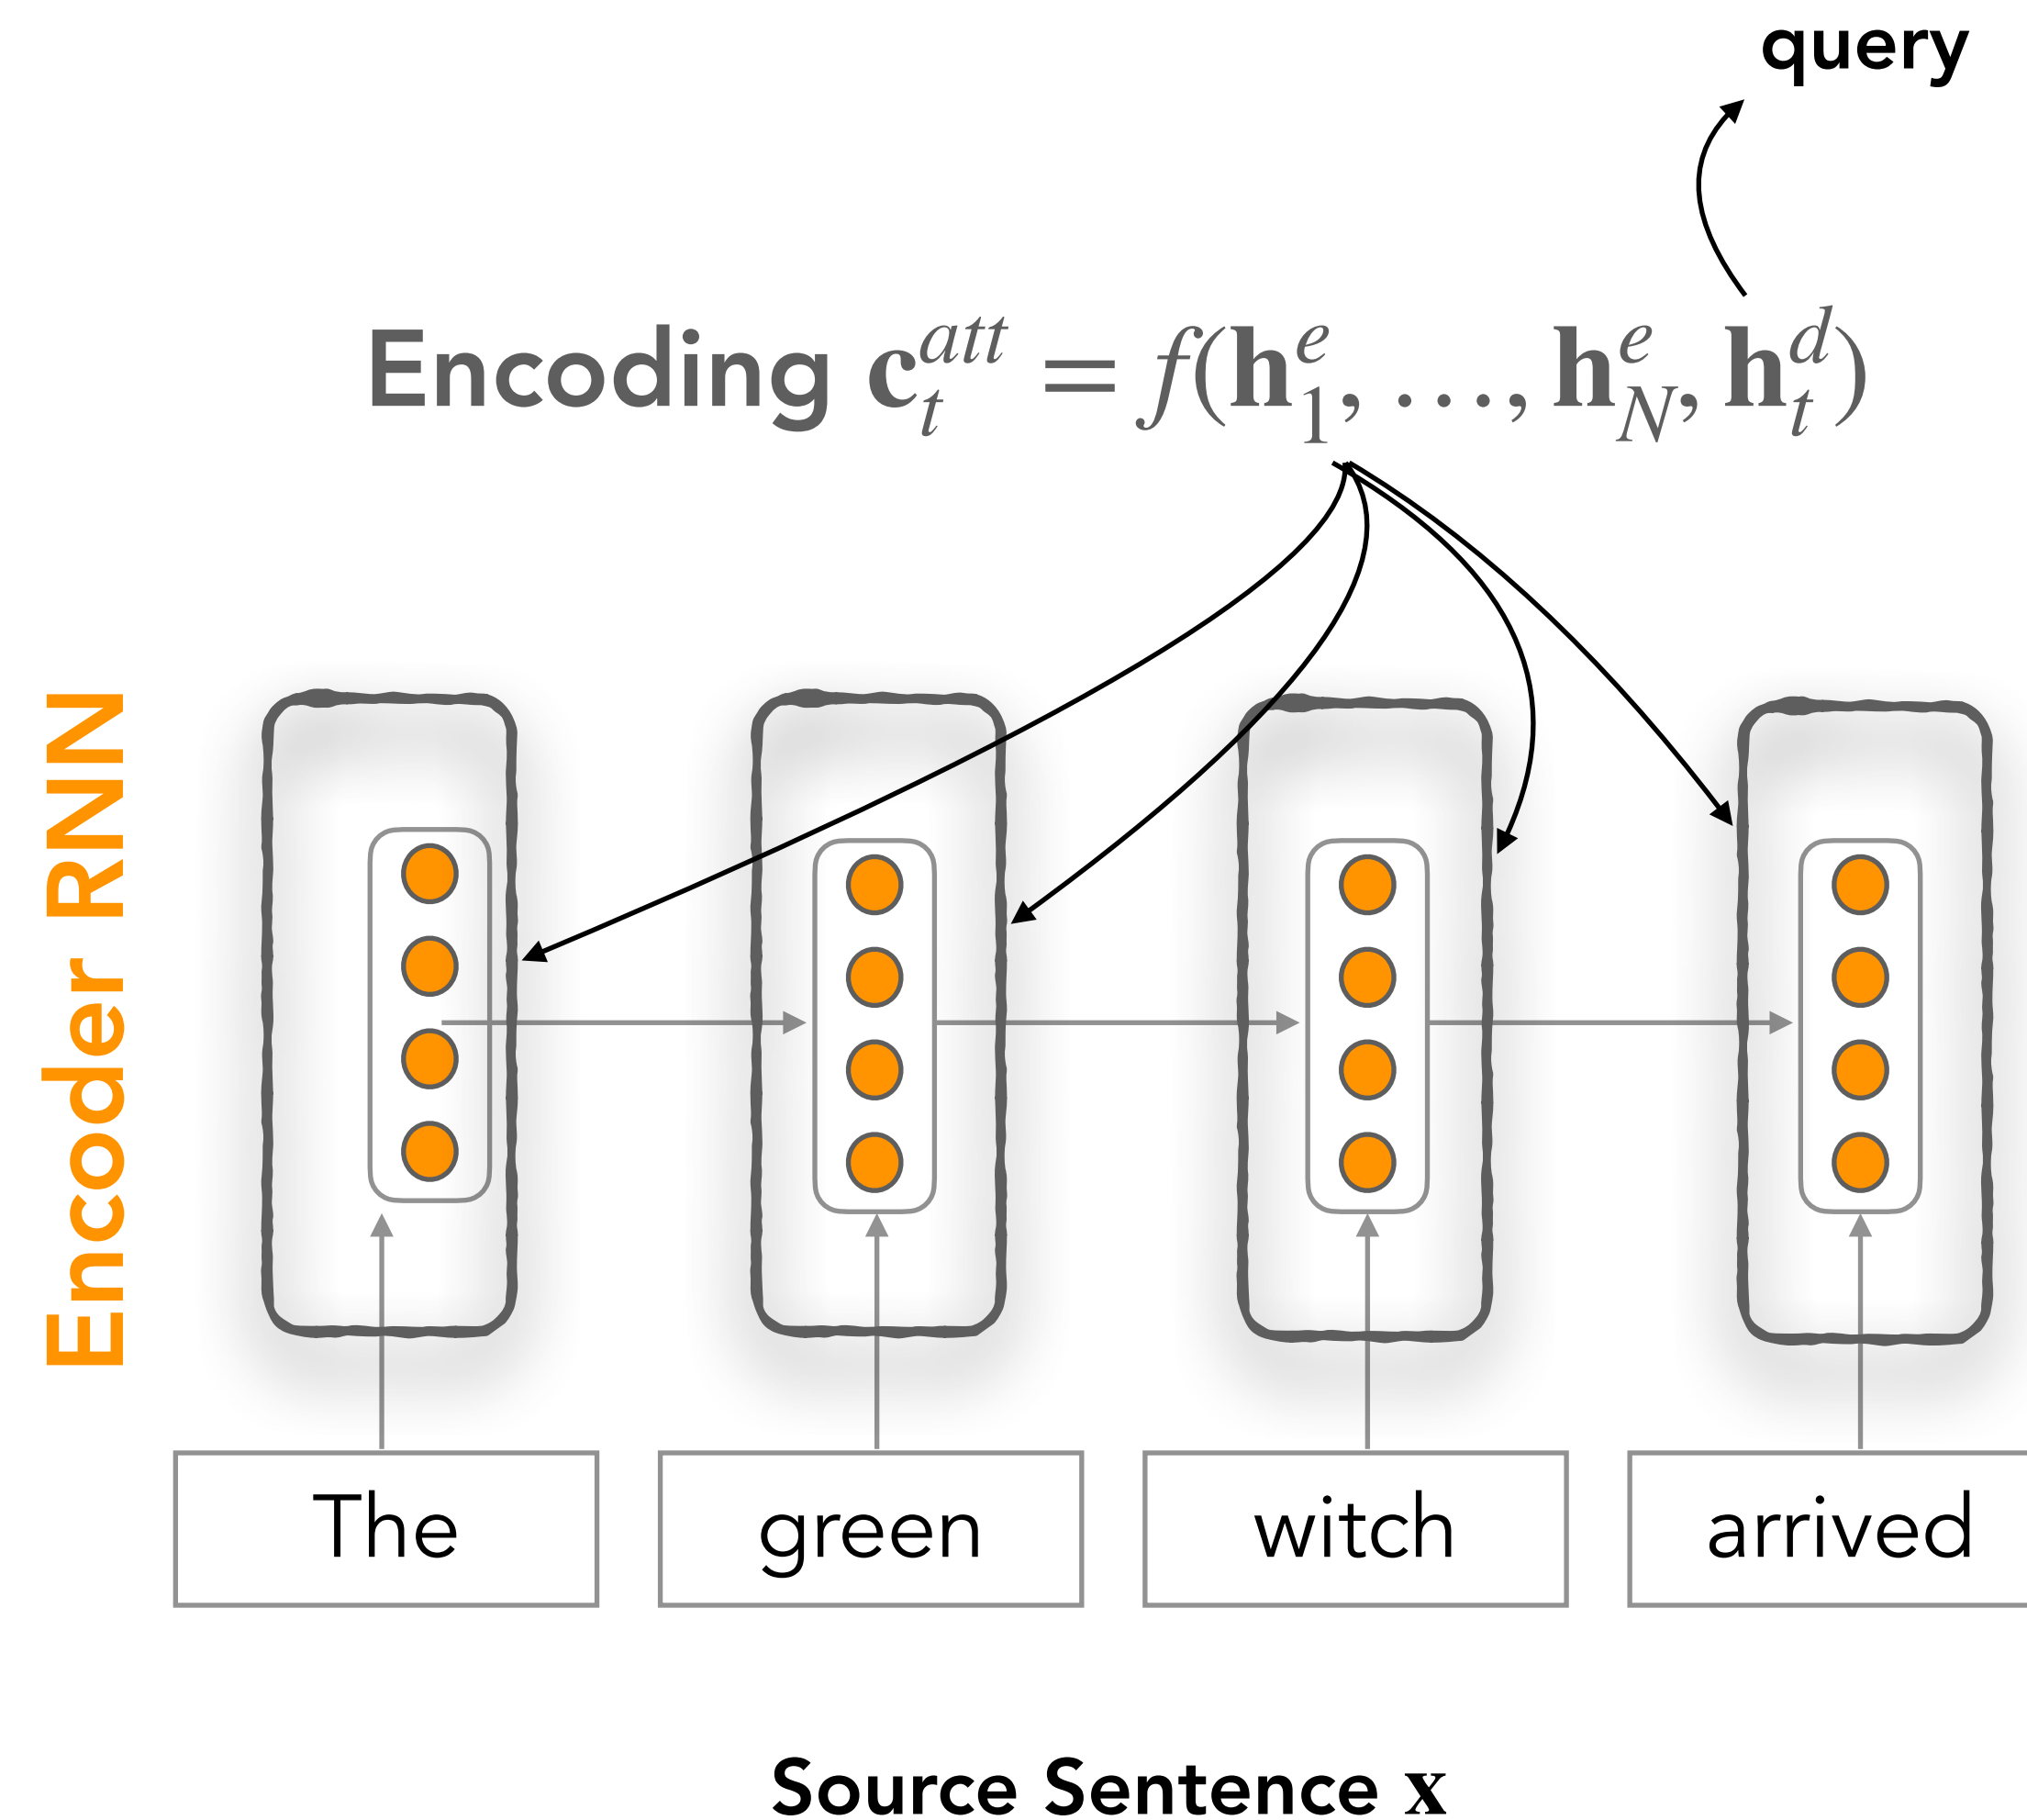 query
Encoding c_t^{att} = f(h_1^e, …, h_N^e, h_t^d)
Encoder RNN
The green witch arrived
Source Sentence x